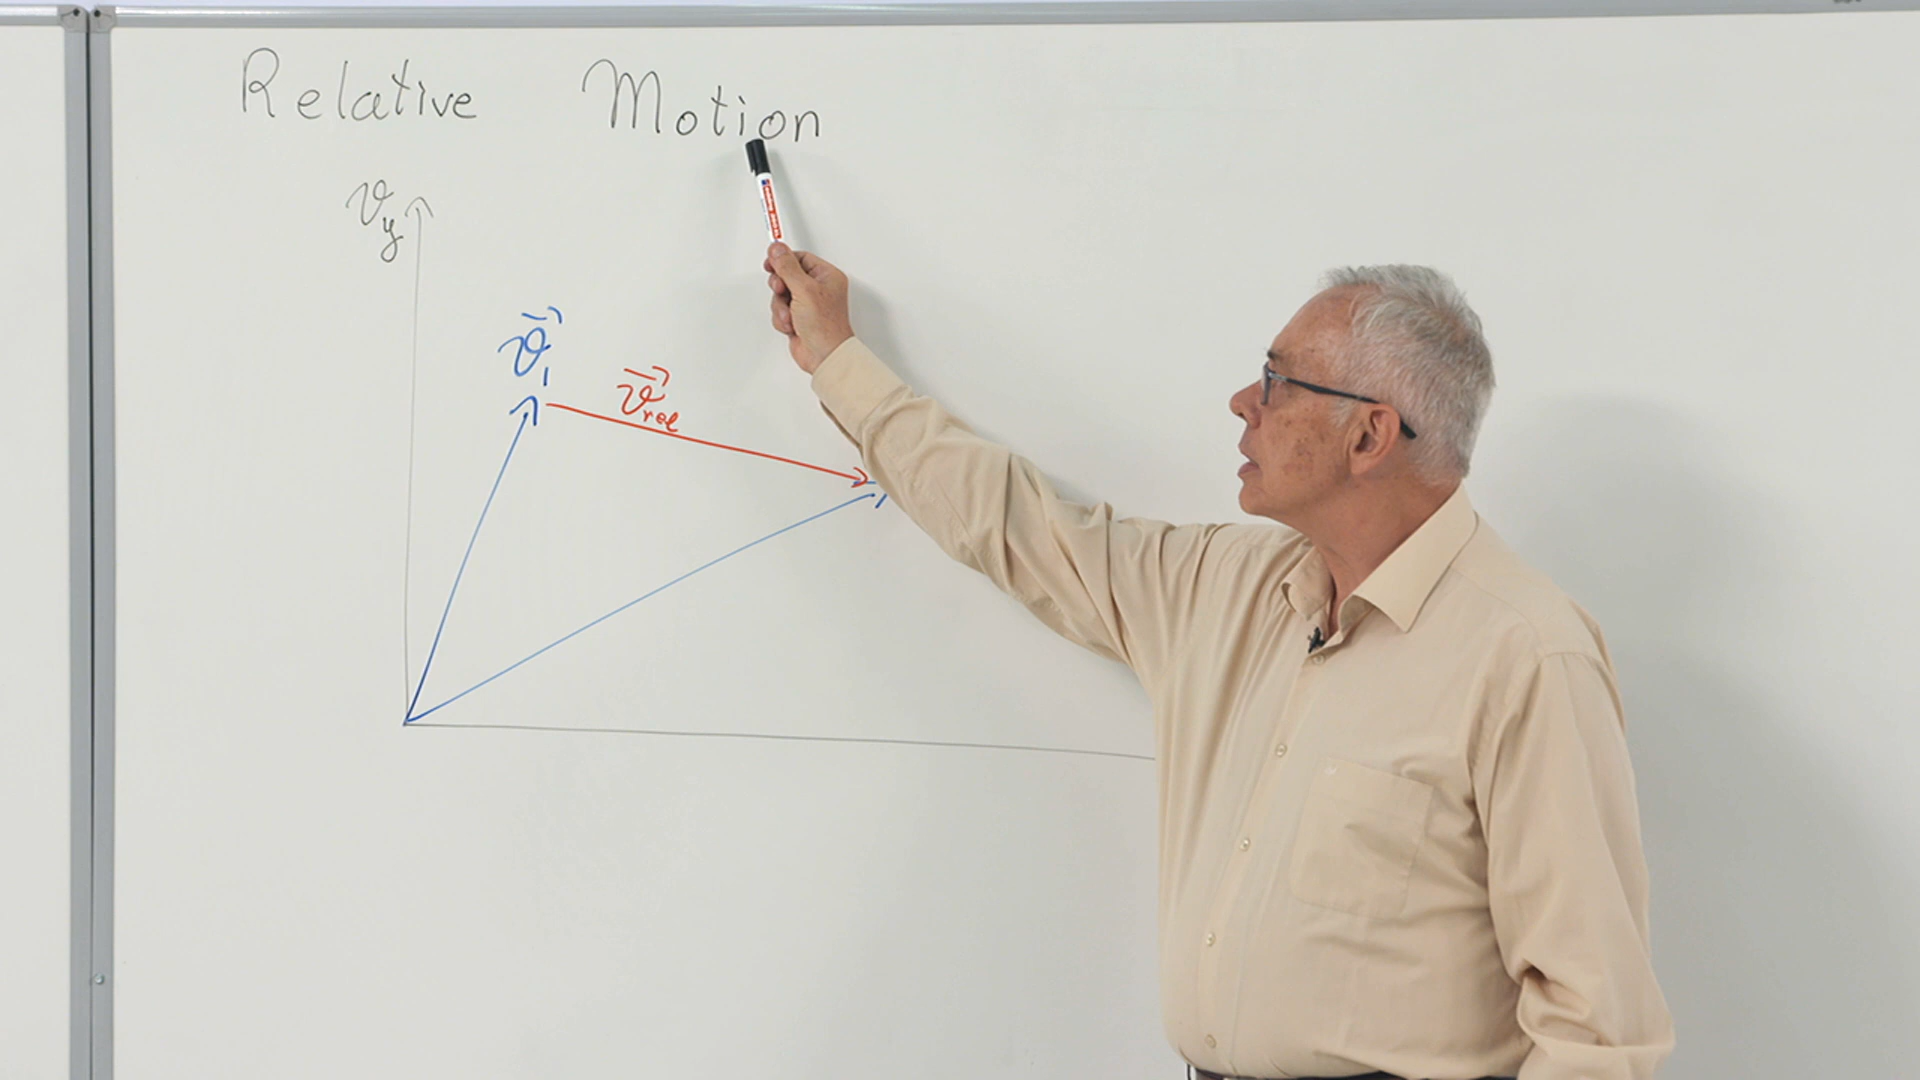 Relative Motion
v_y
v⃗₁
v⃗_rel